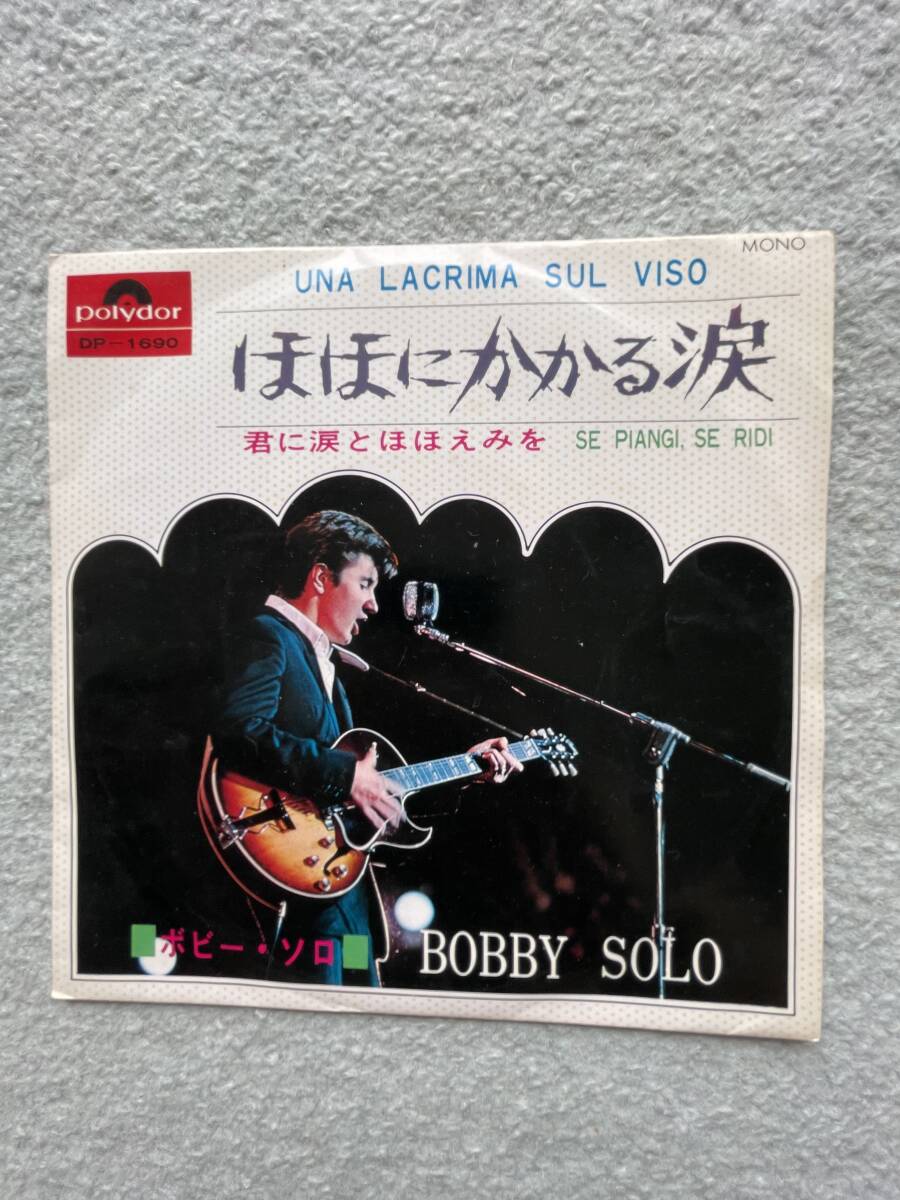 MONO
UNA LACRIMA SUL VISO
polydor
DP-1690
ほほにかかる涙
君に涙とほほえみを SE PIANGI, SE RIDI
■ボビー・ソロ■ BOBBY SOLO